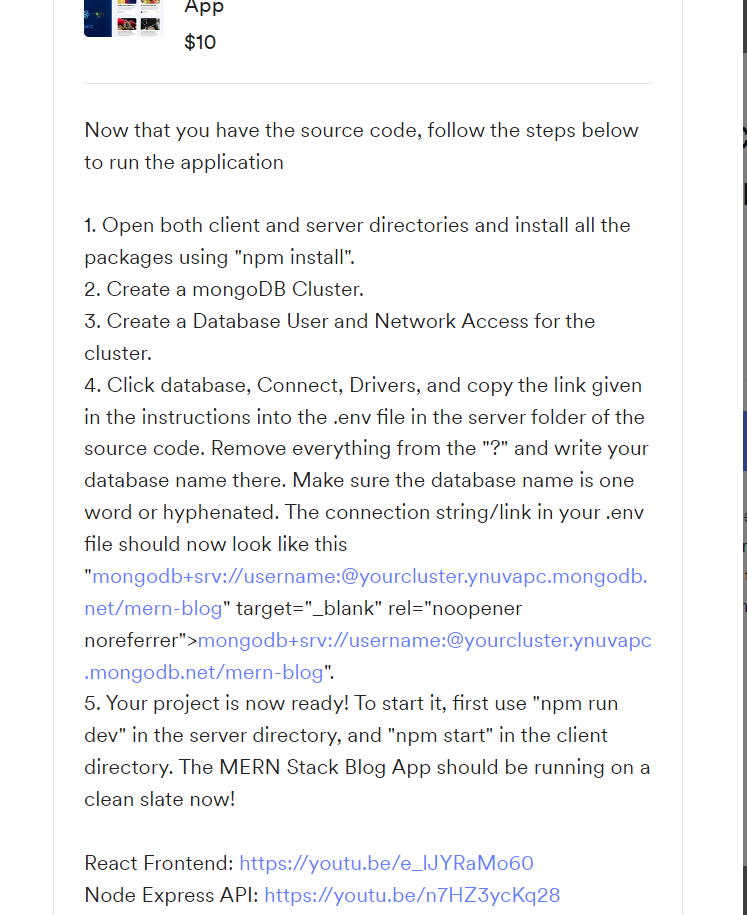 App
$10
Now that you have the source code, follow the steps below
to run the application
1. Open both client and server directories and install all the
packages using "npm install".
2. Create a mongoDB Cluster.
3. Create a Database User and Network Access for the
cluster.
4. Click database, Connect, Drivers, and copy the link given
in the instructions into the .env file in the server folder of the
source code. Remove everything from the "?" and write your
database name there. Make sure the database name is one
word or hyphenated. The connection string/link in your .env
file should now look like this
"mongodb+srv://username:@yourcluster.ynuvapc.mongodb.
net/mern-blog" target="_blank" rel="noopener
noreferrer">mongodb+srv://username:@yourcluster.ynuvapc
.mongodb.net/mern-blog".
5. Your project is now ready! To start it, first use "npm run
dev" in the server directory, and "npm start" in the client
directory. The MERN Stack Blog App should be running on a
clean slate now!
React Frontend: https://youtu.be/e_lJYRaMo60
Node Express API: https://youtu.be/n7HZ3ycKq28